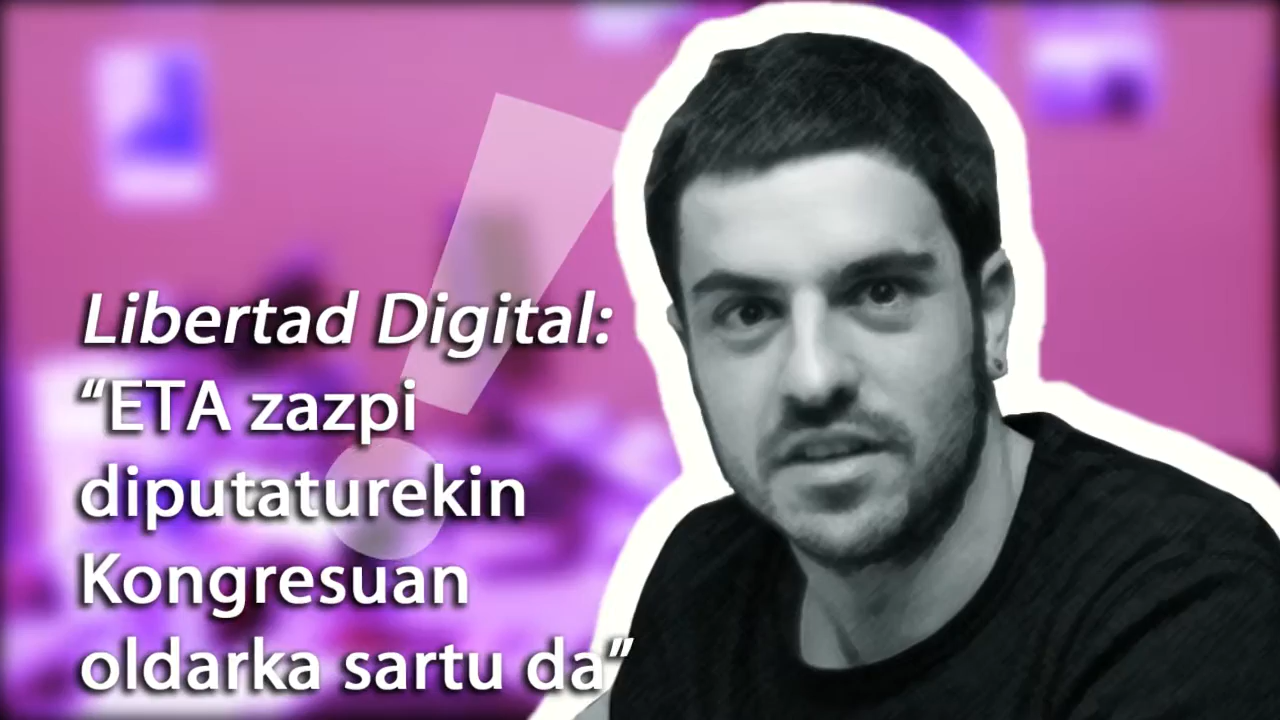 Libertad Digital:
“ETA zazpi
diputaturekin
Kongresuan
oldarka sartu da”